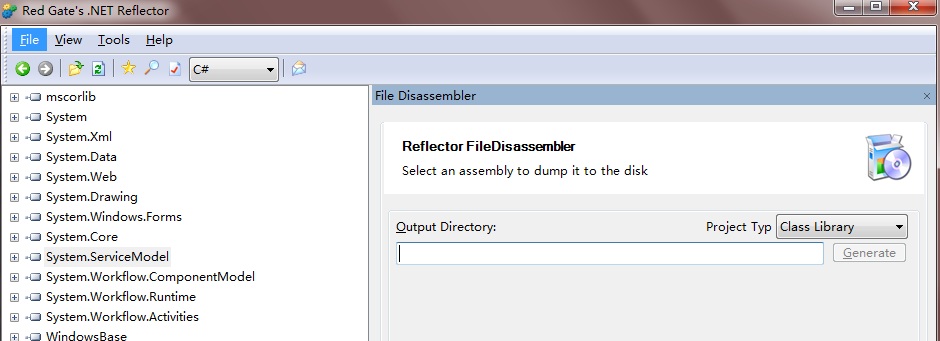 Red Gate's .NET Reflector
File View Tools Help
C#
mscorlib
System
System.Xml
System.Data
System.Web
System.Drawing
System.Windows.Forms
System.Core
System.ServiceModel
System.Workflow.ComponentModel
System.Workflow.Runtime
System.Workflow.Activities
WindowsBase
File Disassembler
Reflector FileDisassembler
Select an assembly to dump it to the disk
Output Directory:
Project Typ Class Library
Generate